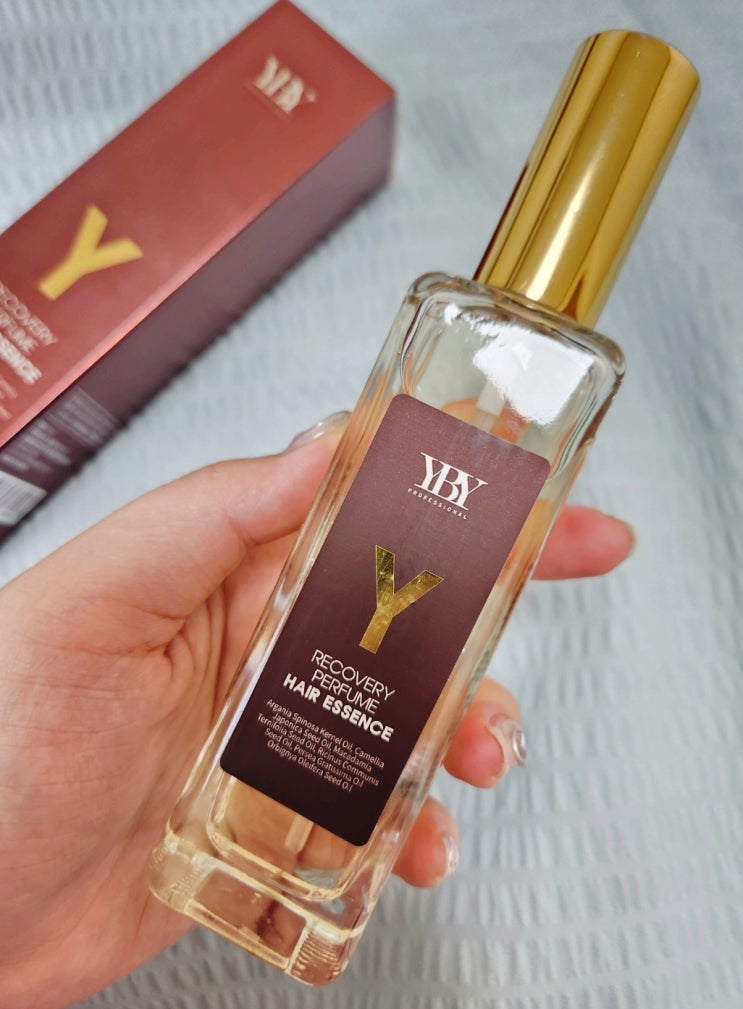 YBY
Y
RECOVERY
PERFUME
ESSENCE
YBY
PROFESSIONAL
Y
RECOVERY
PERFUME
HAIR ESSENCE
Argania Spinosa Kernel Oil, Camellia
Japonica Seed Oil, Macadamia
Ternifolia Seed Oil, Ricinus Communis
Seed Oil, Persea Gratissima Oil
Orbignya Oleifera Seed Oil